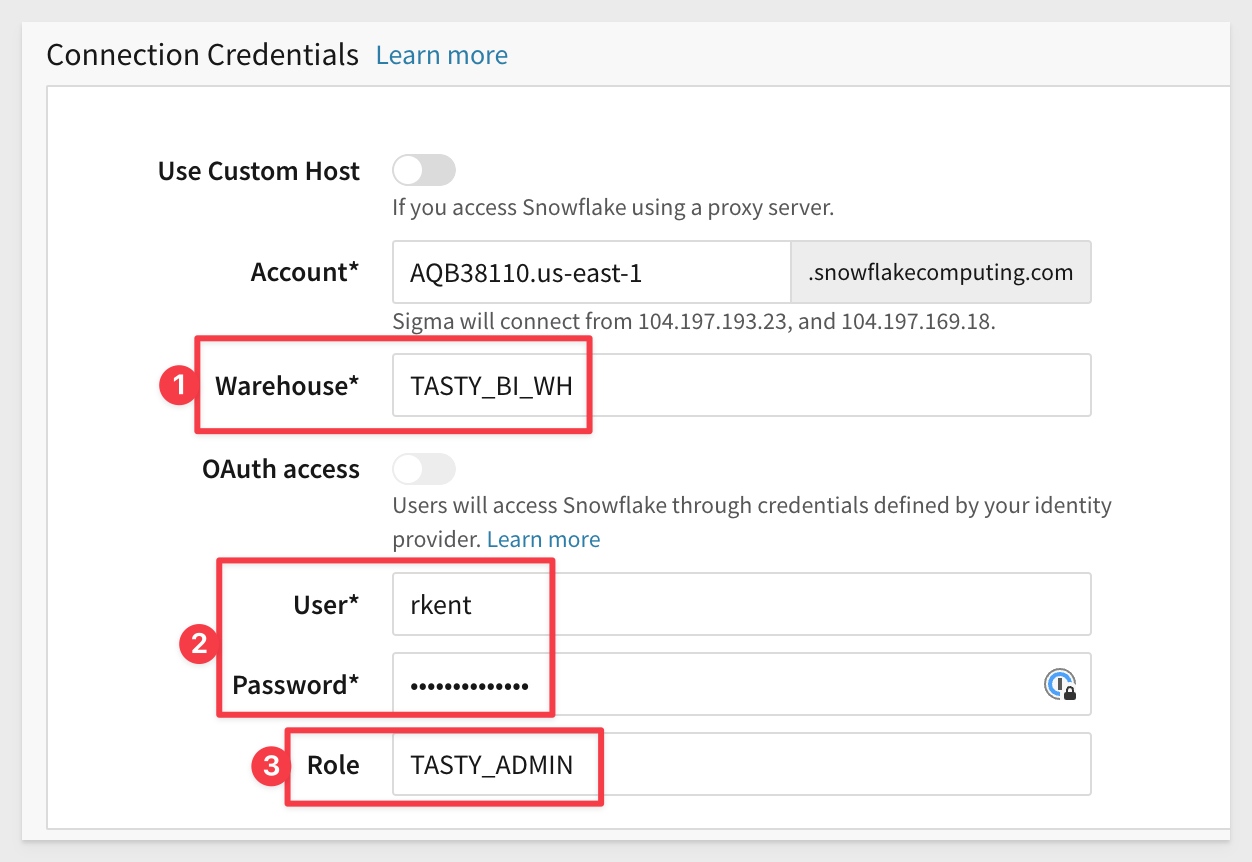 Connection Credentials Learn more
Use Custom Host
If you access Snowflake using a proxy server.
Account* AQB38110.us-east-1 .snowflakecomputing.com
Sigma will connect from 104.197.193.23, and 104.197.169.18.
1 Warehouse* TASTY_BI_WH
OAuth access
Users will access Snowflake through credentials defined by your identity
provider. Learn more
User* rkent
2
Password* ••••••••••••••
3 Role TASTY_ADMIN